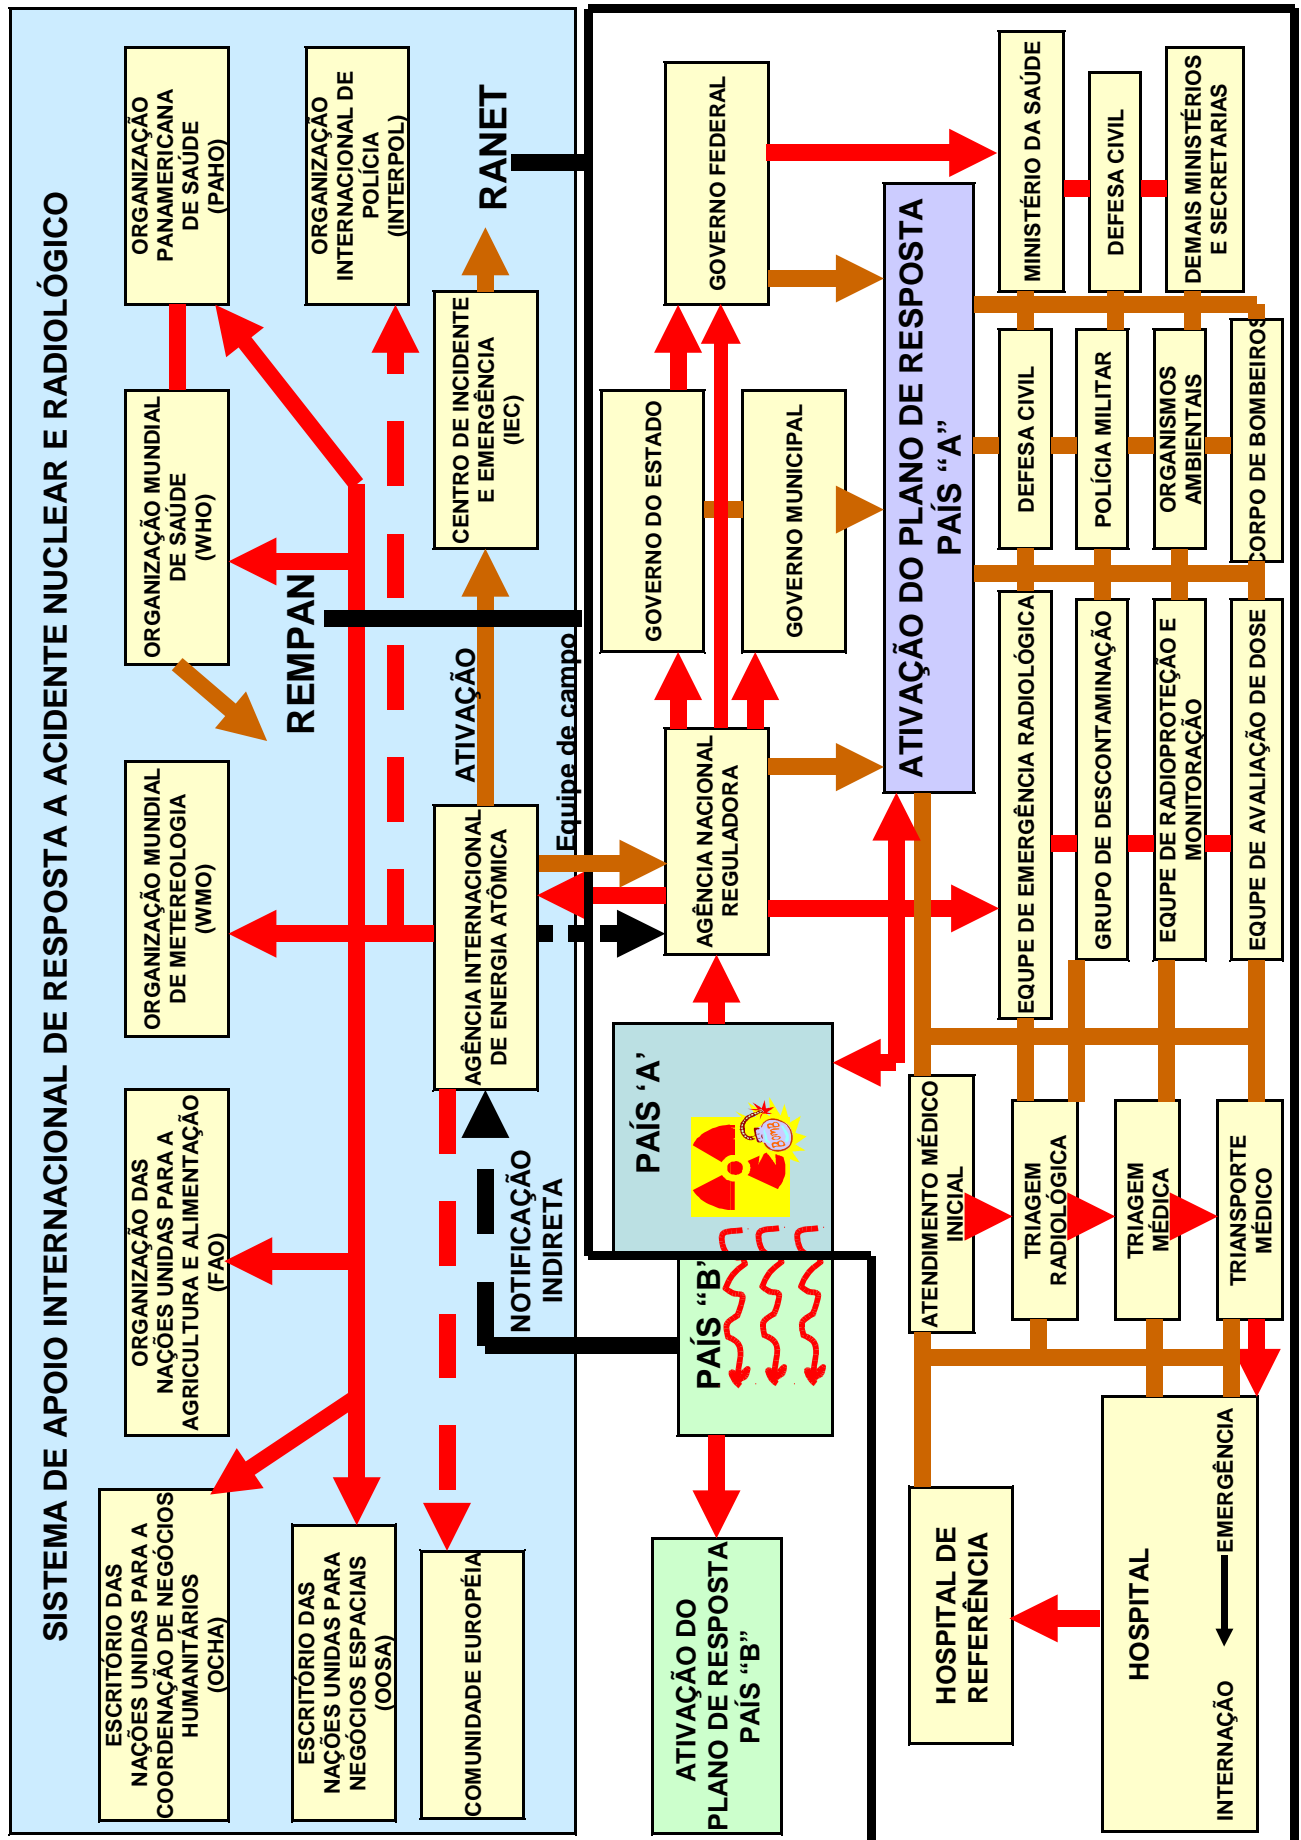 SISTEMA DE APOIO INTERNACIONAL DE RESPOSTA A ACIDENTE NUCLEAR E RADIOLÓGICO
ESCRITÓRIO DAS
NAÇÕES UNIDAS PARA A
COORDENAÇÃO DE NEGÓCIOS
HUMANITÁRIOS
(OCHA)
ORGANIZAÇÃO DAS
NAÇÕES UNIDAS PARA A
AGRICULTURA E ALIMENTAÇÃO
(FAO)
ORGANIZAÇÃO MUNDIAL
DE METEREOLOGIA
(WMO)
ORGANIZAÇÃO MUNDIAL
DE SAÚDE
(WHO)
ORGANIZAÇÃO
PANAMERICANA
DE SAÚDE
(PAHO)
REMPAN
ESCRITÓRIO DAS
NAÇÕES UNIDAS PARA
NEGÓCIOS ESPACIAIS
(OOSA)
ORGANIZAÇÃO
INTERNACIONAL DE
POLÍCIA
(INTERPOL)
COMUNIDADE EUROPÉIA
AGÊNCIA INTERNACIONAL
DE ENERGIA ATÔMICA
ATIVAÇÃO
CENTRO DE INCIDENTE
E EMERGÊNCIA
(IEC)
RANET
NOTIFICAÇÃO
INDIRETA
Equipe de campo
ATIVAÇÃO DO
PLANO DE RESPOSTA
PAÍS “B”
PAÍS “B”
PAÍS ‘A’
BOMB
AGÊNCIA NACIONAL
REGULADORA
GOVERNO DO ESTADO
GOVERNO MUNICIPAL
GOVERNO FEDERAL
ATIVAÇÃO DO PLANO DE RESPOSTA
PAÍS “A”
HOSPITAL DE
REFERÊNCIA
ATENDIMENTO MÉDICO
INICIAL
TRIAGEM
RADIOLÓGICA
TRIAGEM
MÉDICA
TRIANSPORTE
MÉDICO
HOSPITAL
INTERNAÇÃO
EMERGÊNCIA
EQUPE DE EMERGÊNCIA RADIOLÓGICA
GRUPO DE DESCONTAMINAÇÃO
EQUPE DE RADIOPROTEÇÃO E
MONITORAÇÃO
EQUPE DE AVALIAÇÃO DE DOSE
DEFESA CIVIL
POLÍCIA MILITAR
ORGANISMOS
AMBIENTAIS
CORPO DE BOMBEIROS
MINISTÉRIO DA SAÚDE
DEFESA CIVIL
DEMAIS MINISTÉRIOS
E SECRETARIAS